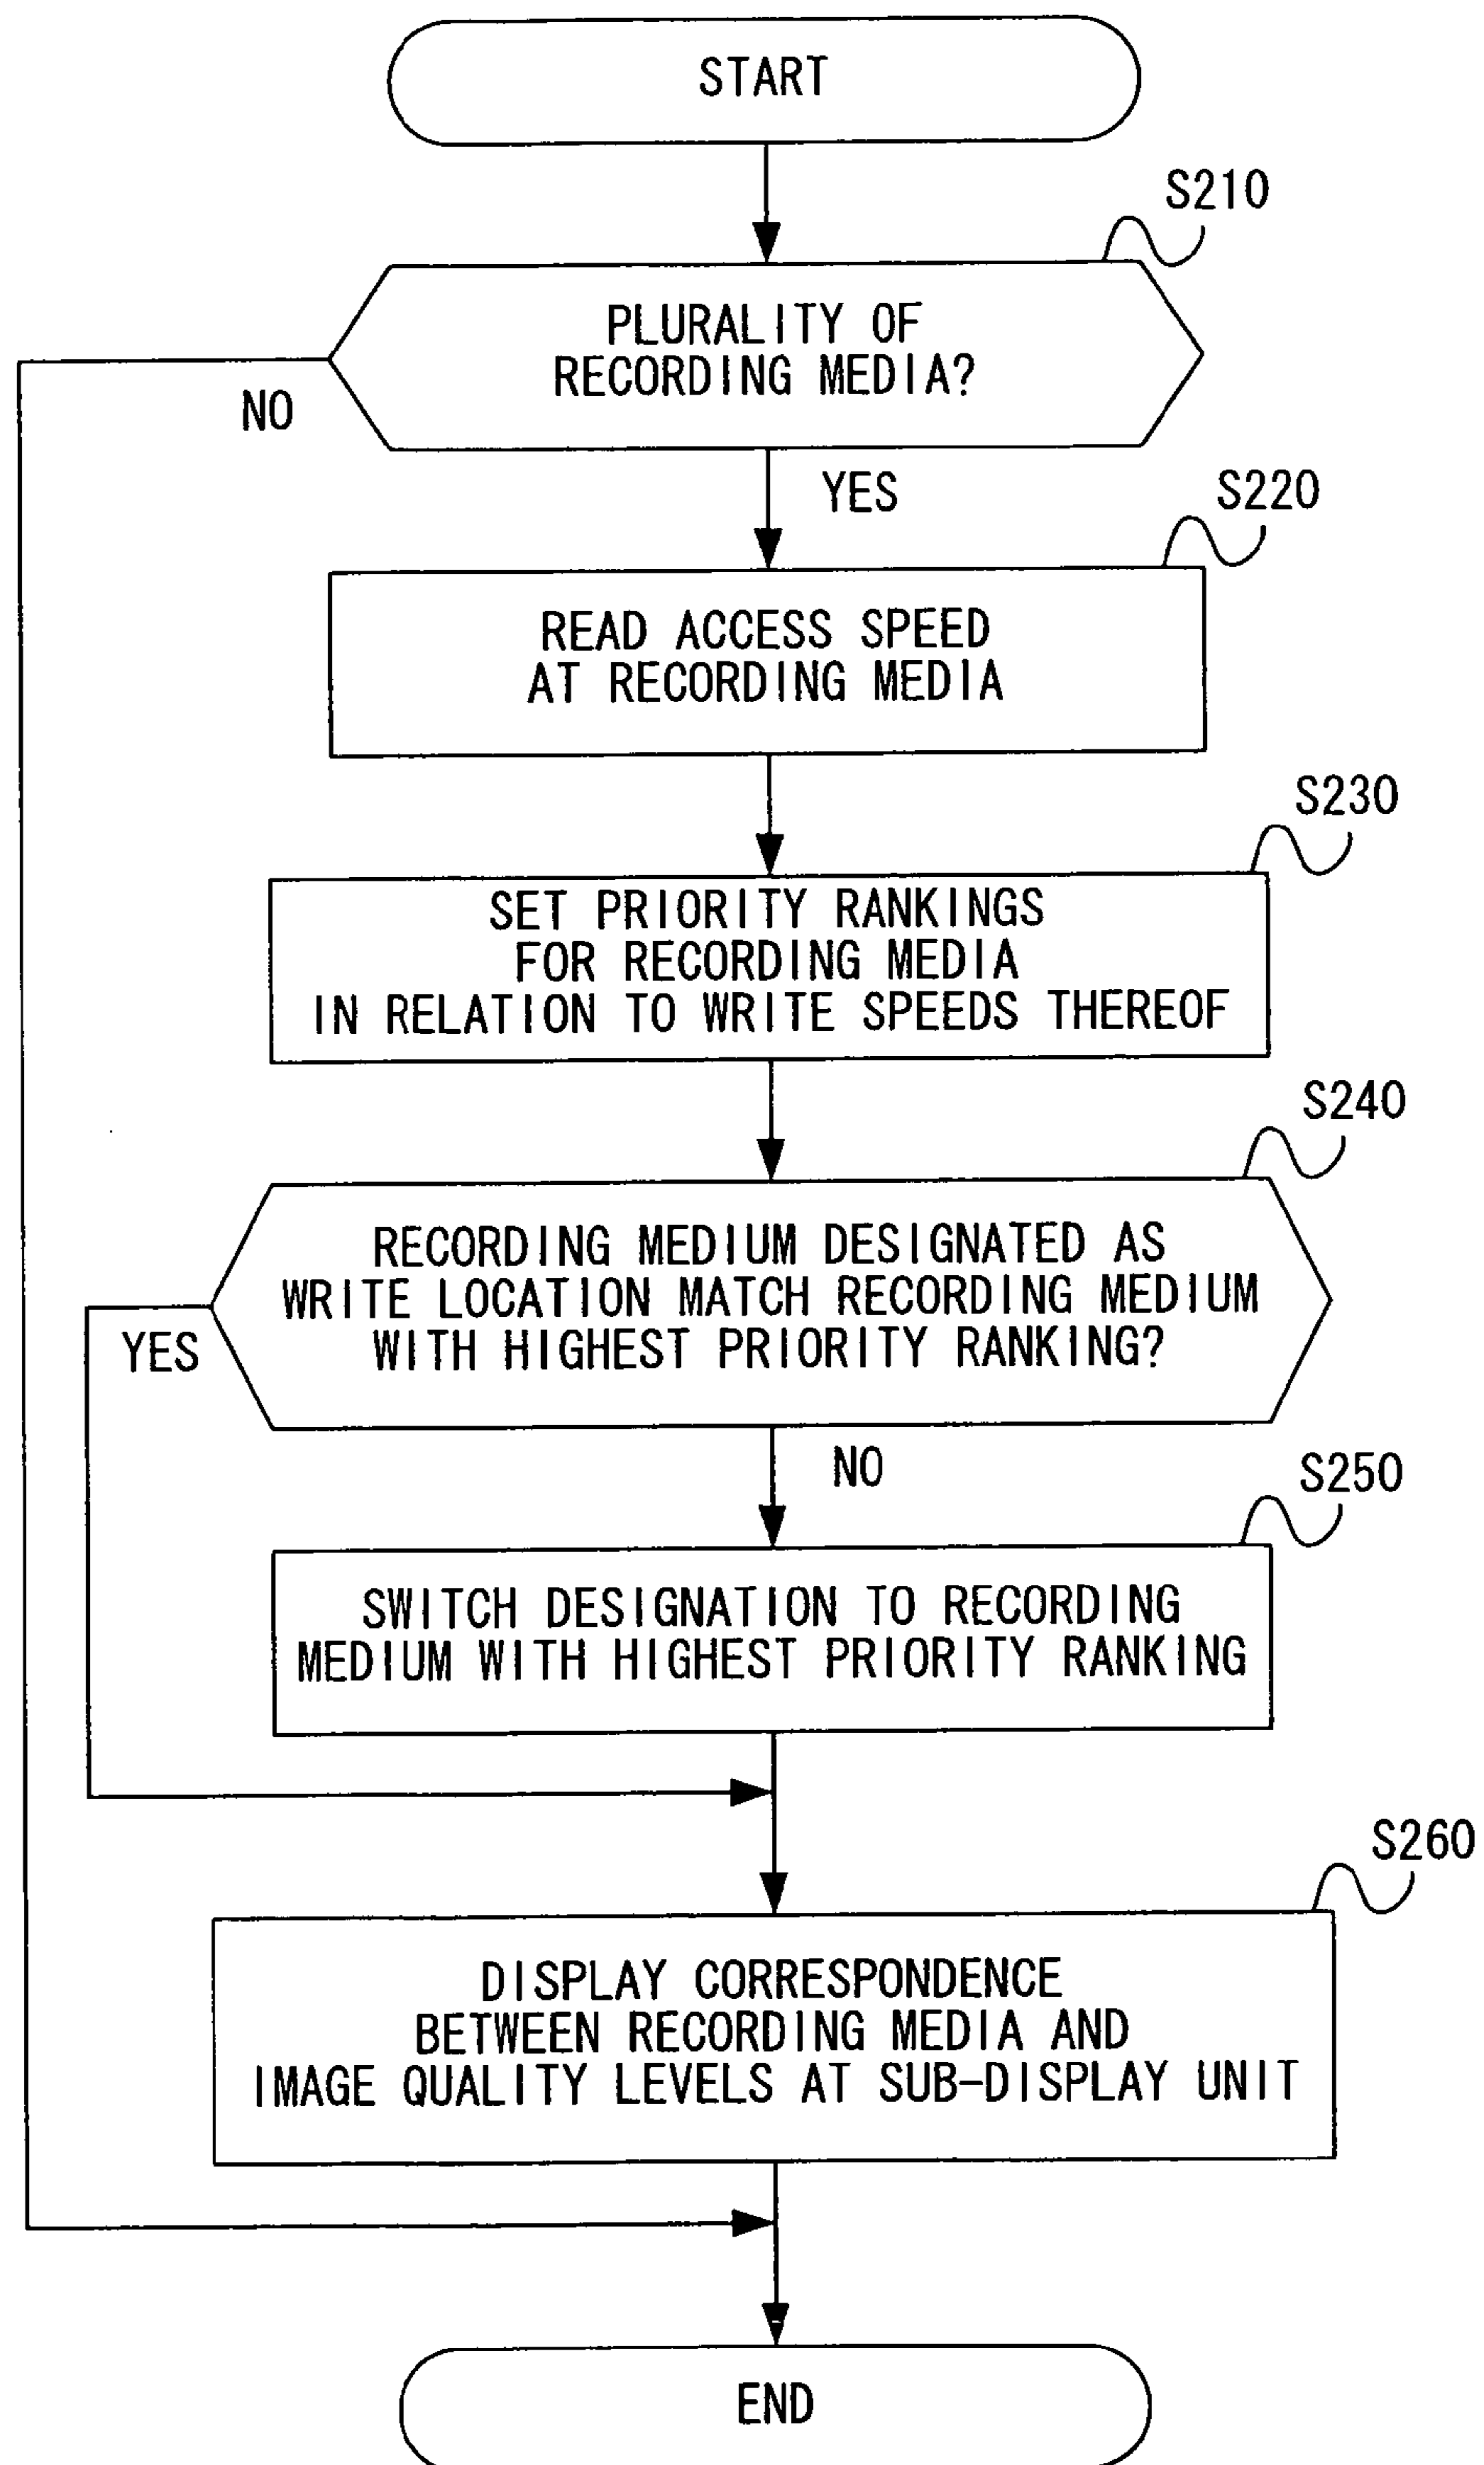 START
S210
PLURALITY OF
RECORDING MEDIA?
NO
YES
S220
READ ACCESS SPEED
AT RECORDING MEDIA
S230
SET PRIORITY RANKINGS
FOR RECORDING MEDIA
IN RELATION TO WRITE SPEEDS THEREOF
S240
RECORDING MEDIUM DESIGNATED AS
WRITE LOCATION MATCH RECORDING MEDIUM
WITH HIGHEST PRIORITY RANKING?
YES
NO
S250
SWITCH DESIGNATION TO RECORDING
MEDIUM WITH HIGHEST PRIORITY RANKING
S260
DISPLAY CORRESPONDENCE
BETWEEN RECORDING MEDIA AND
IMAGE QUALITY LEVELS AT SUB-DISPLAY UNIT
END